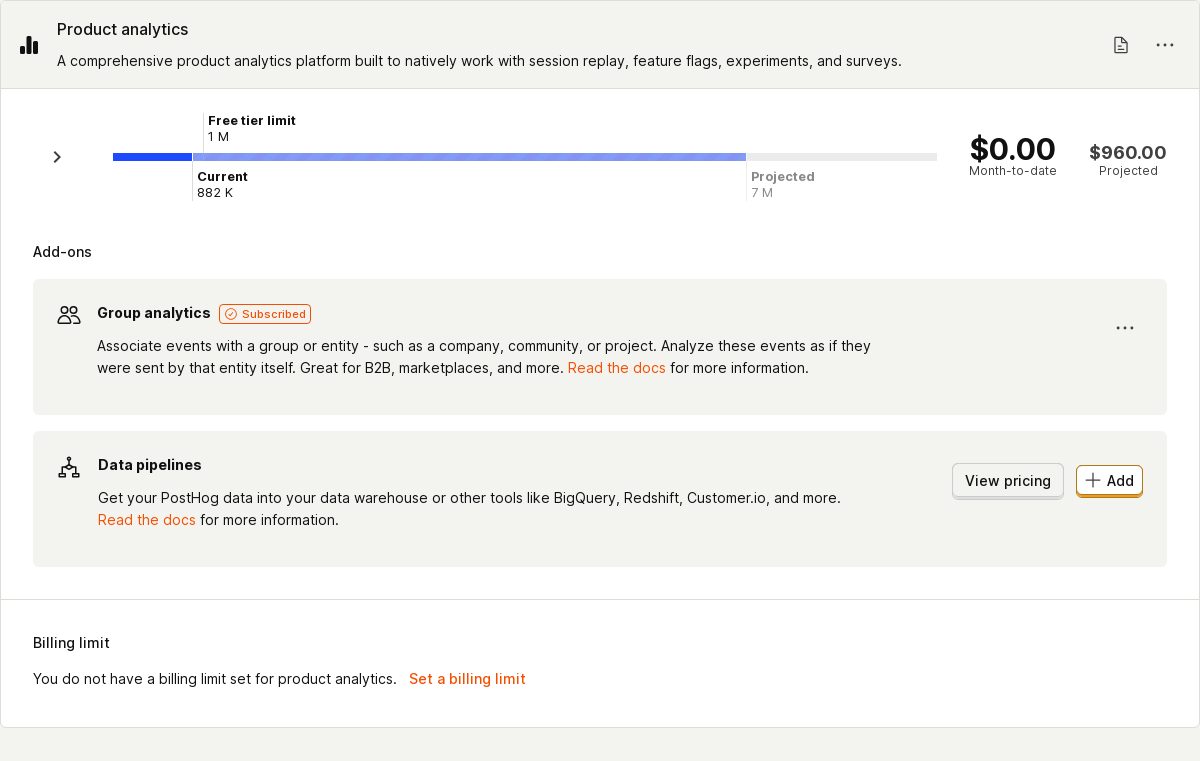 Product analytics
A comprehensive product analytics platform built to natively work with session replay, feature flags, experiments, and surveys.
Free tier limit
1 M
Current
882 K
Projected
7 M
$0.00
Month-to-date
$960.00
Projected
Add-ons
Group analytics Subscribed
Associate events with a group or entity - such as a company, community, or project. Analyze these events as if they
were sent by that entity itself. Great for B2B, marketplaces, and more. Read the docs for more information.
Data pipelines
Get your PostHog data into your data warehouse or other tools like BigQuery, Redshift, Customer.io, and more.
Read the docs for more information.
View pricing
Add
Billing limit
You do not have a billing limit set for product analytics. Set a billing limit